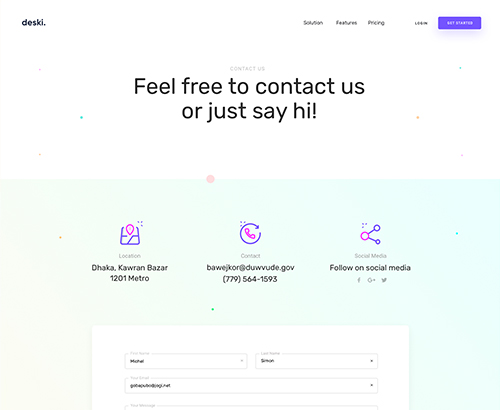 deski.
Solution Features Pricing LOGIN GET STARTED
CONTACT US
Feel free to contact us
or just say hi!
Location
Dhaka, Kawran Bazar
1201 Metro
Contact
bawejkor@duwvude.gov
(779) 564-1593
Social Media
Follow on social media
First Name
Michel
Last Name
Simon
Your Email
gobapubo@jogi.net
Your Message